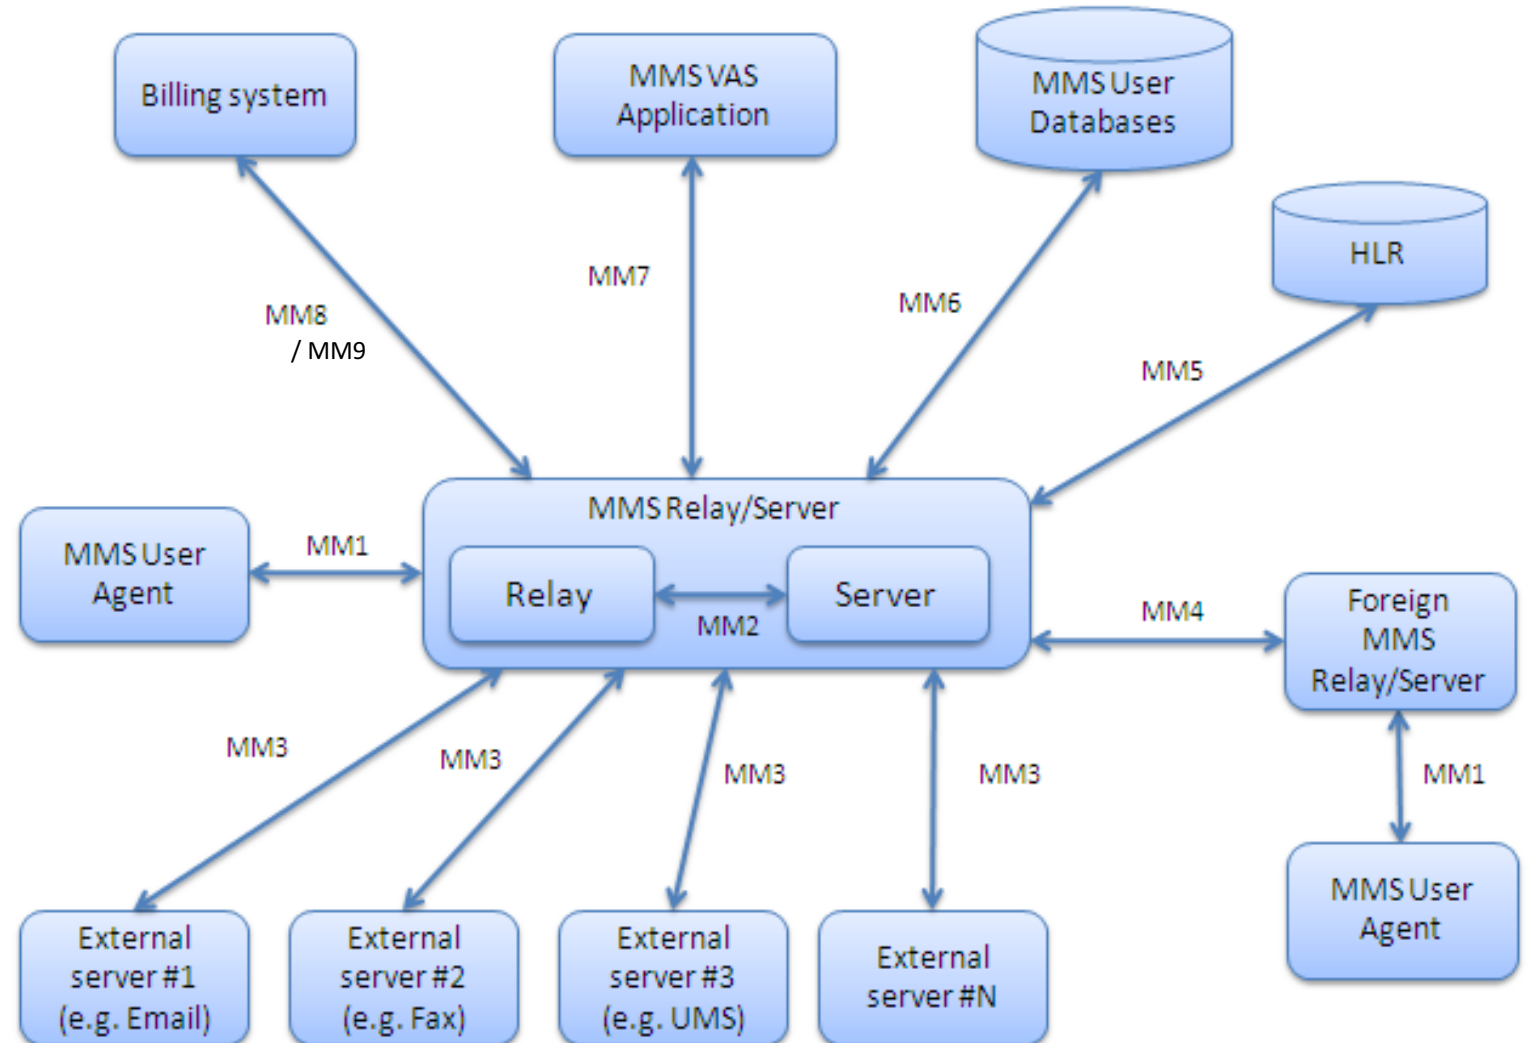 Billing system
MMS VAS
Application
MMS User
Databases
HLR
MM8
/ MM9
MM7
MM6
MM5
MMS User
Agent
MM1
MMS Relay/Server
Relay
MM2
Server
MM4
Foreign
MMS
Relay/Server
MM3
MM3
MM3
MM3
MM1
External
server #1
(e.g. Email)
External
server #2
(e.g. Fax)
External
server #3
(e.g. UMS)
External
server #N
MMS User
Agent